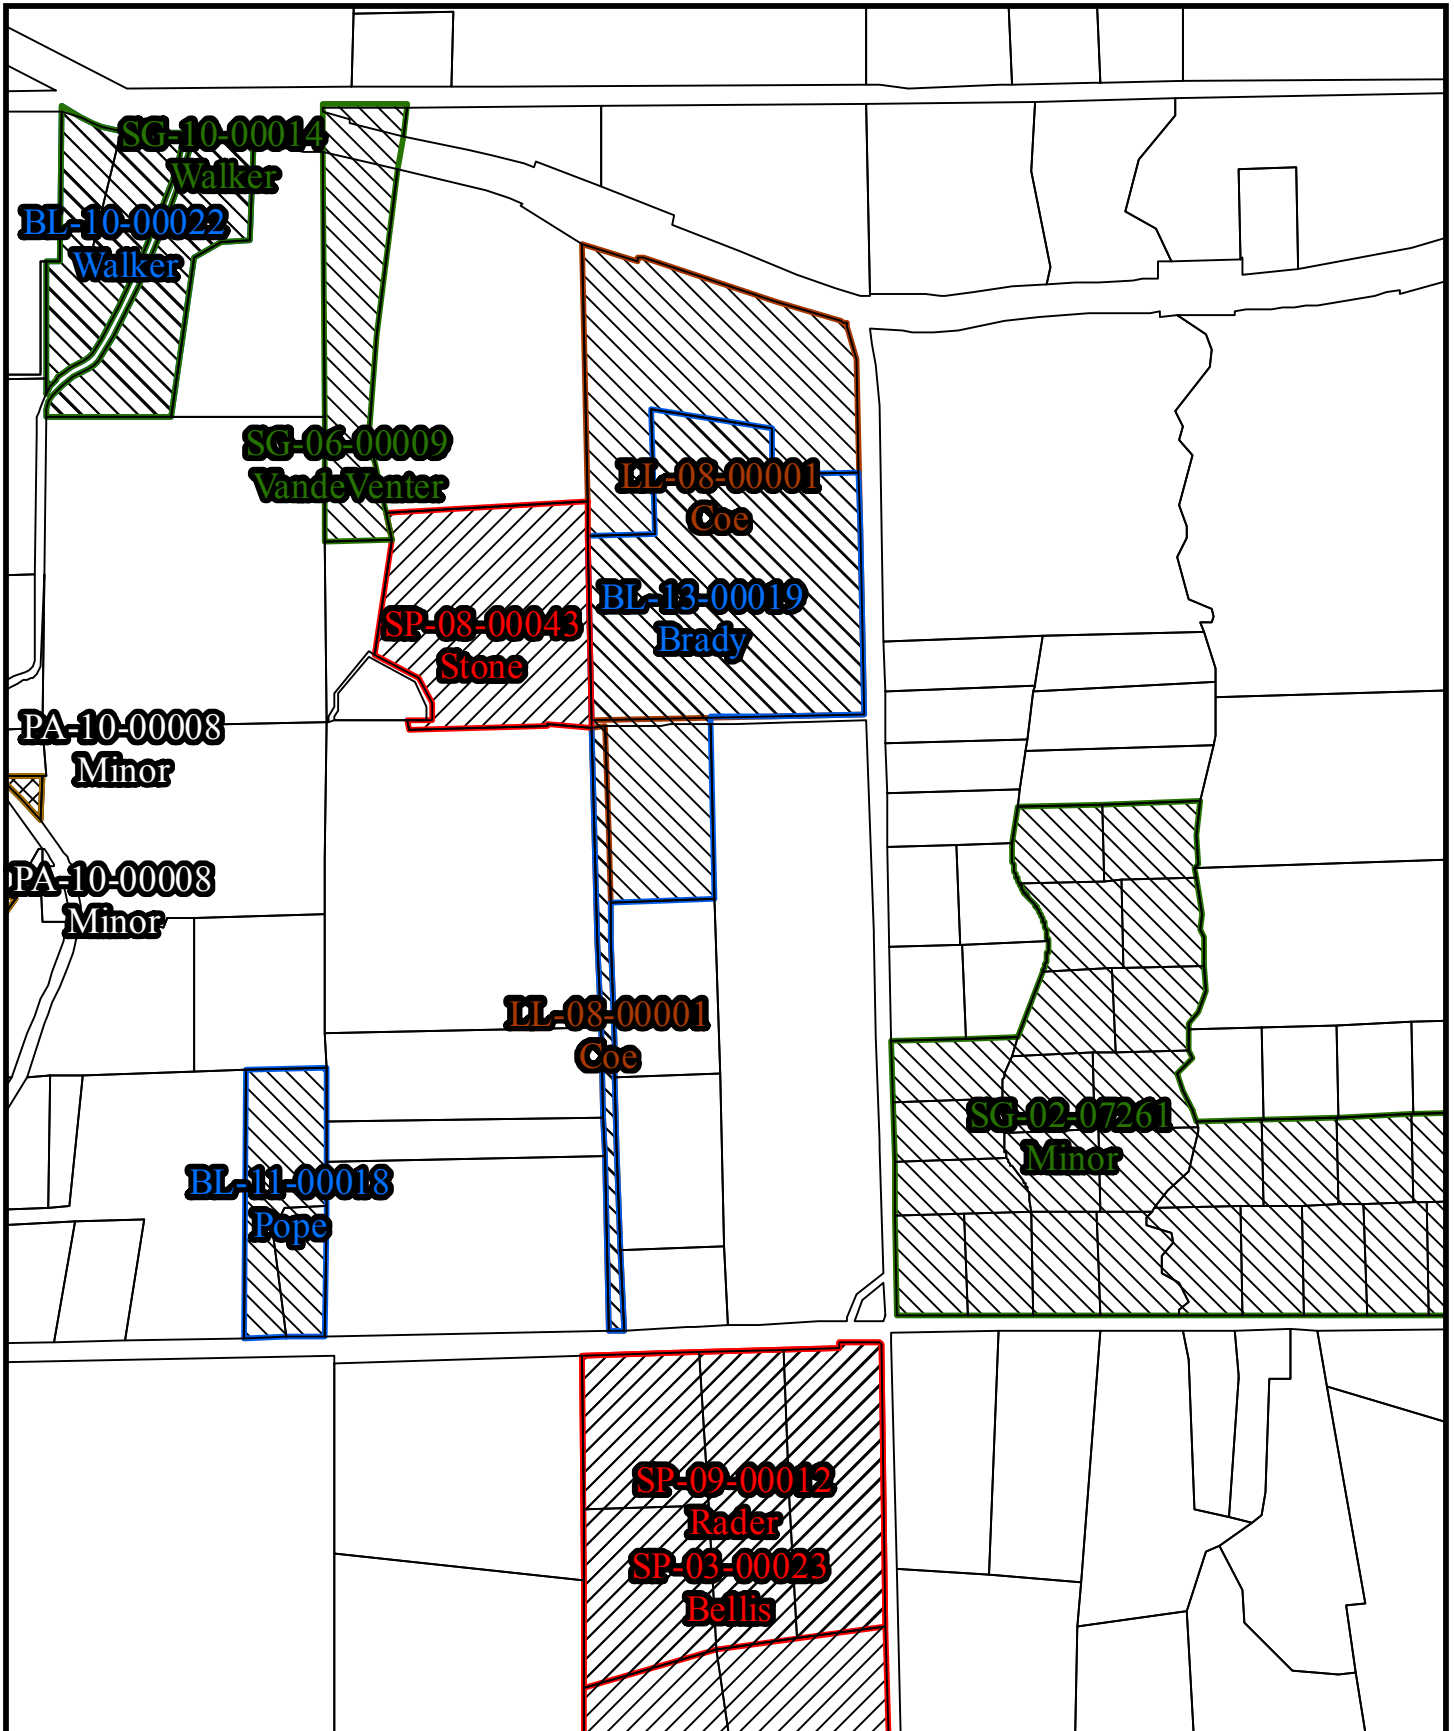 SG-10-00014
Walker
BL-10-00022
Walker
SG-06-00009
VandeVenter
LL-08-00001
Coe
BL-13-00019
Brady
SP-08-00043
Stone
PA-10-00008
Minor
PA-10-00008
Minor
LL-08-00001
Coe
SG-02-07261
Minor
BL-11-00018
Pope
SP-09-00012
Rader
SP-03-00023
Bellis